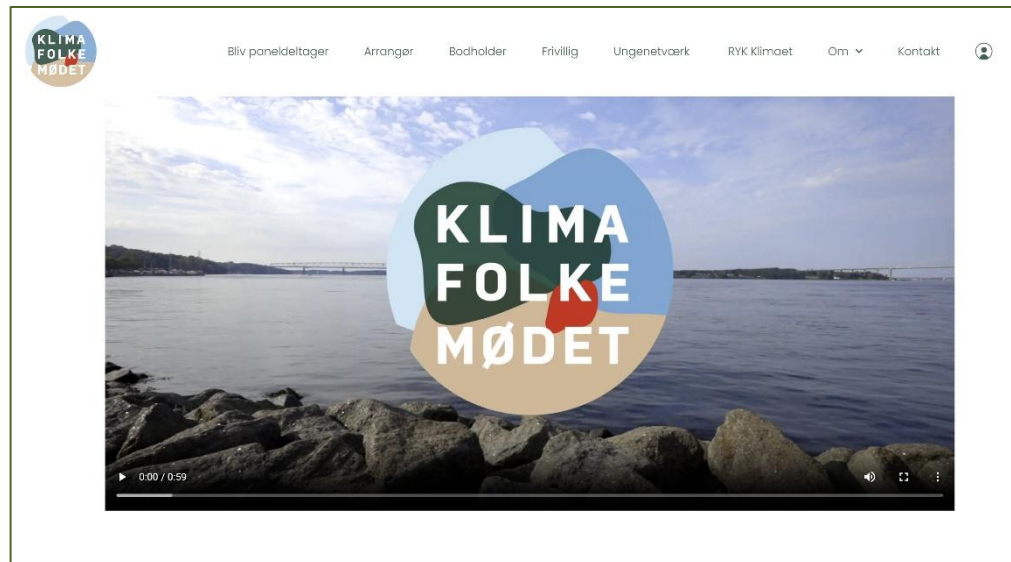 KLIMA
FOLKE
MØDET
Bliv paneldeltager Arrangør Bodholder Frivillig Ungenetværk RYK Klimaet Om Kontakt
KLIMA
FOLKE
MØDET
0:00 / 0:59